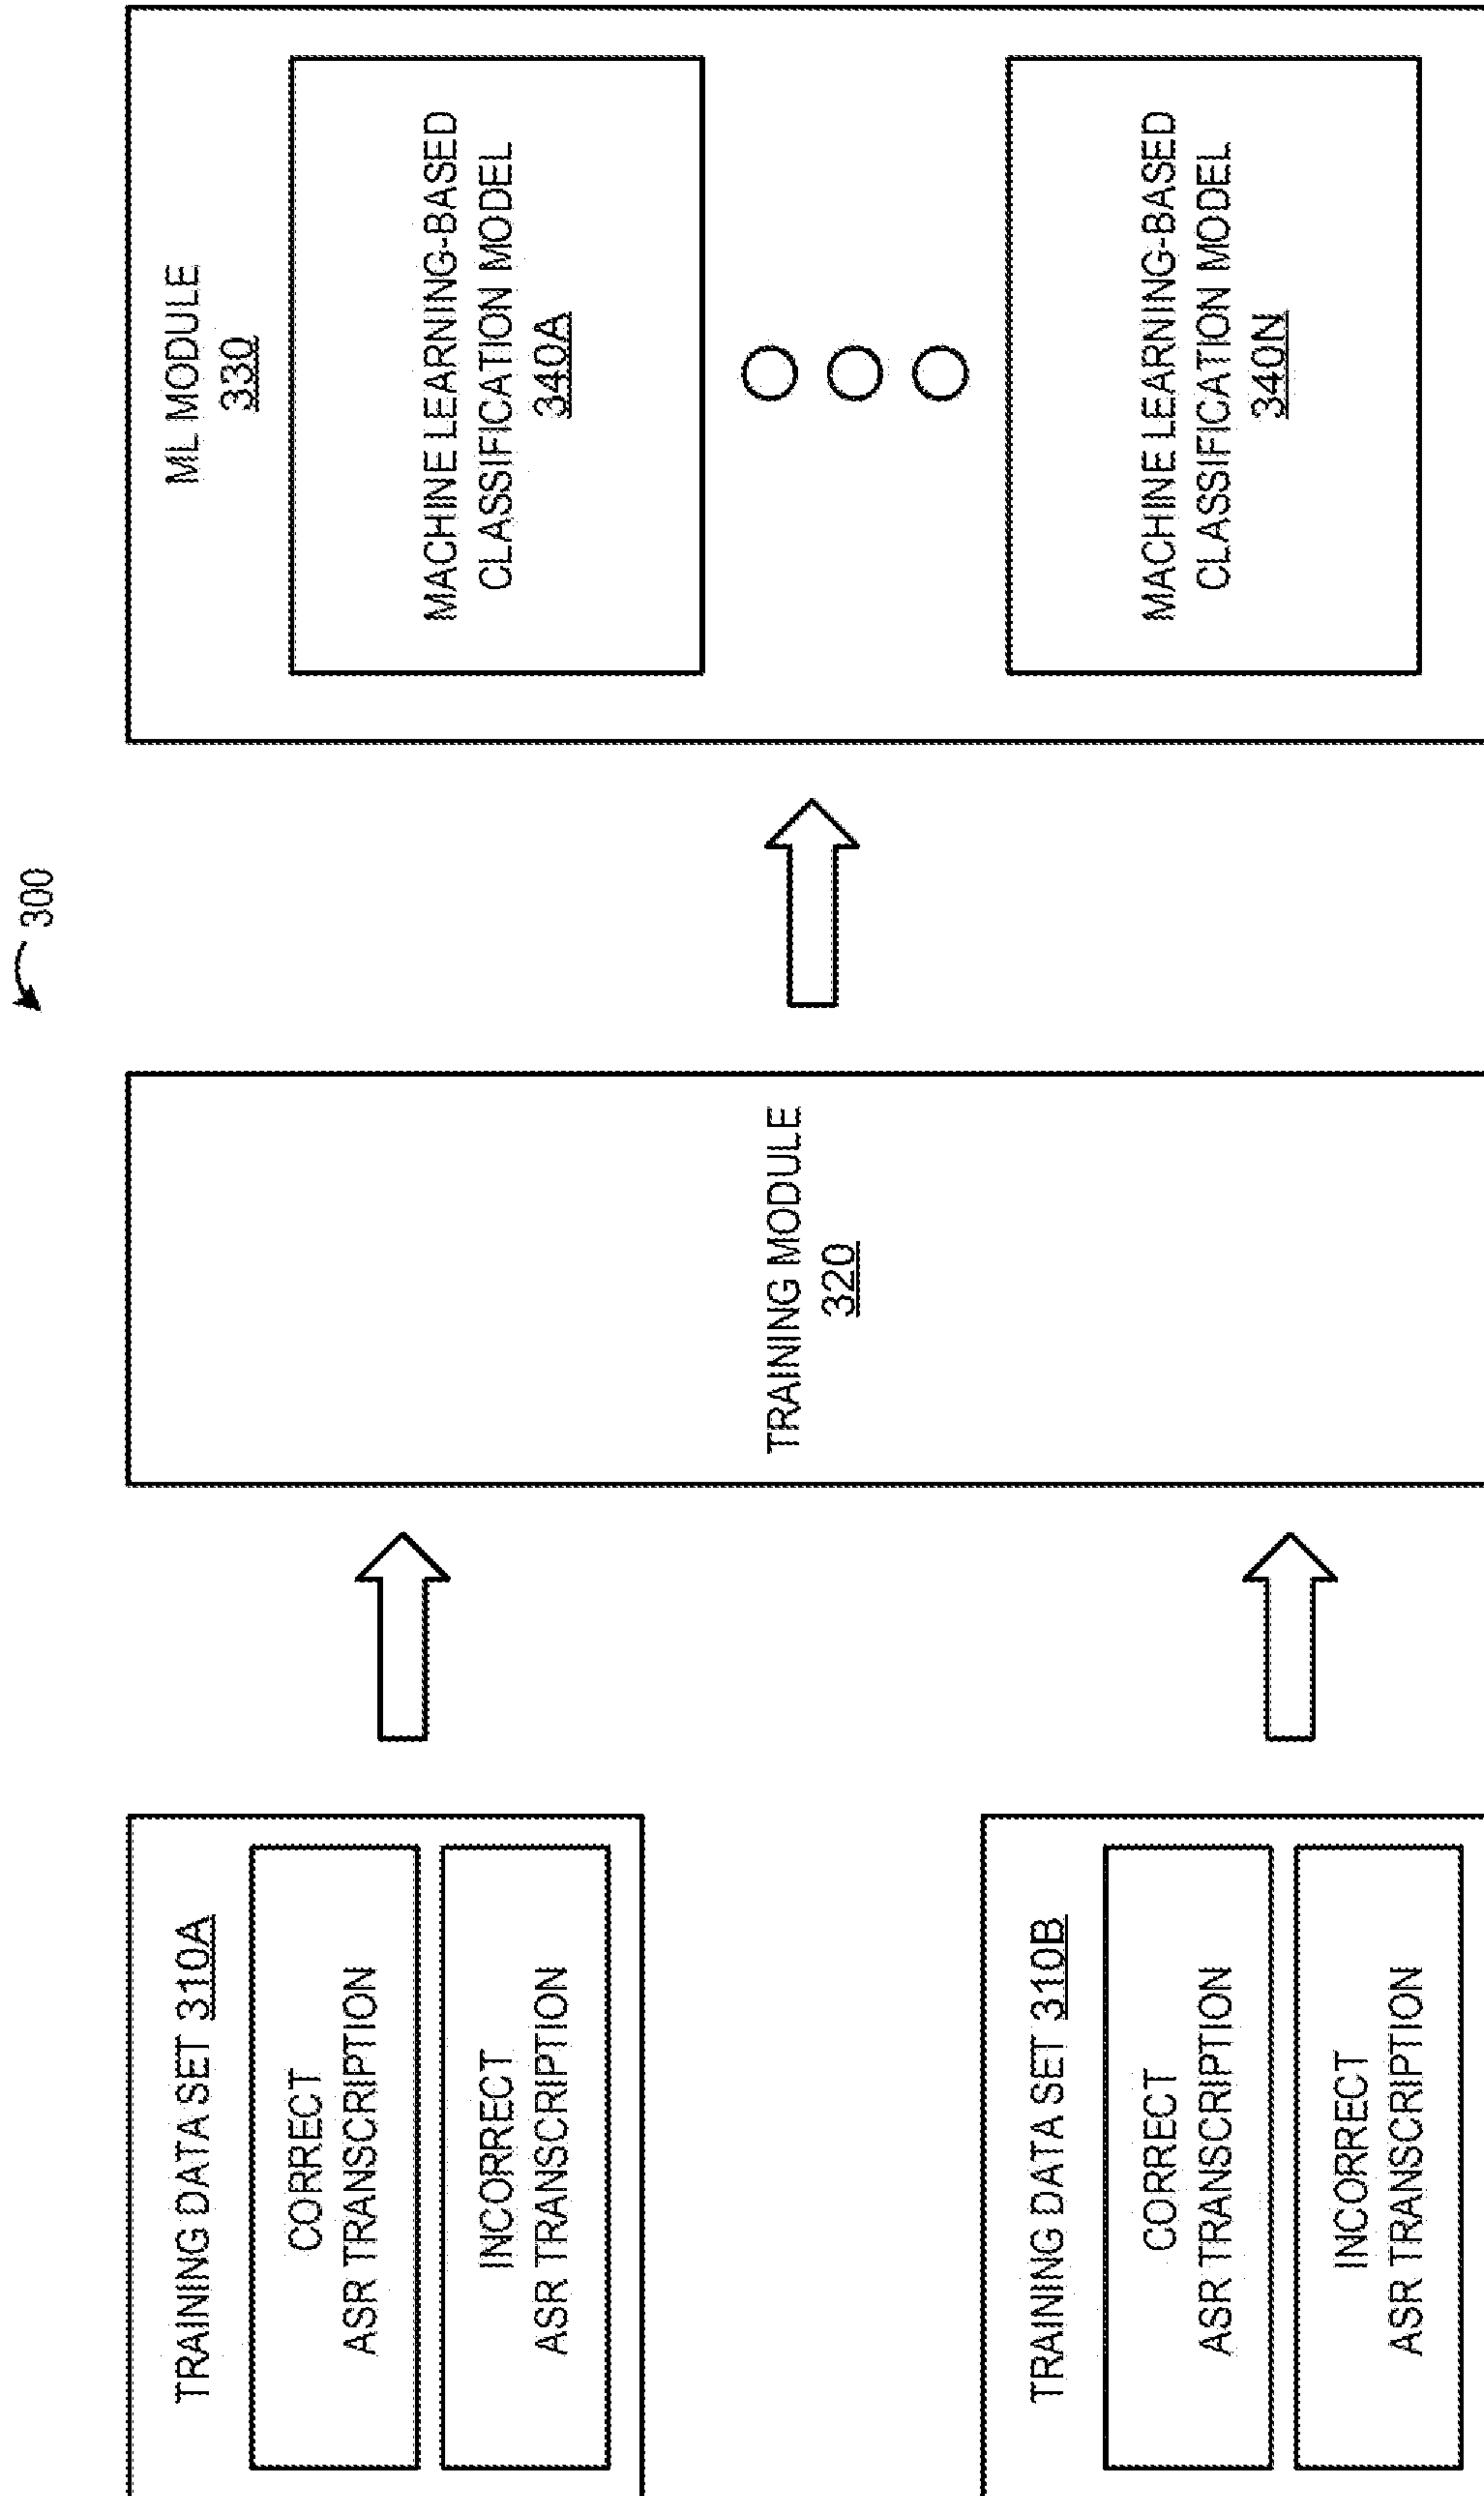 300
TRAINING DATA SET 310A
CORRECT
ASR TRANSCRIPTION
INCORRECT
ASR TRANSCRIPTION
TRAINING DATA SET 310B
CORRECT
ASR TRANSCRIPTION
INCORRECT
ASR TRANSCRIPTION
TRAINING MODULE
320
ML MODULE
330
MACHINE LEARNING-BASED
CLASSIFICATION MODEL
340A
MACHINE LEARNING-BASED
CLASSIFICATION MODEL
340N